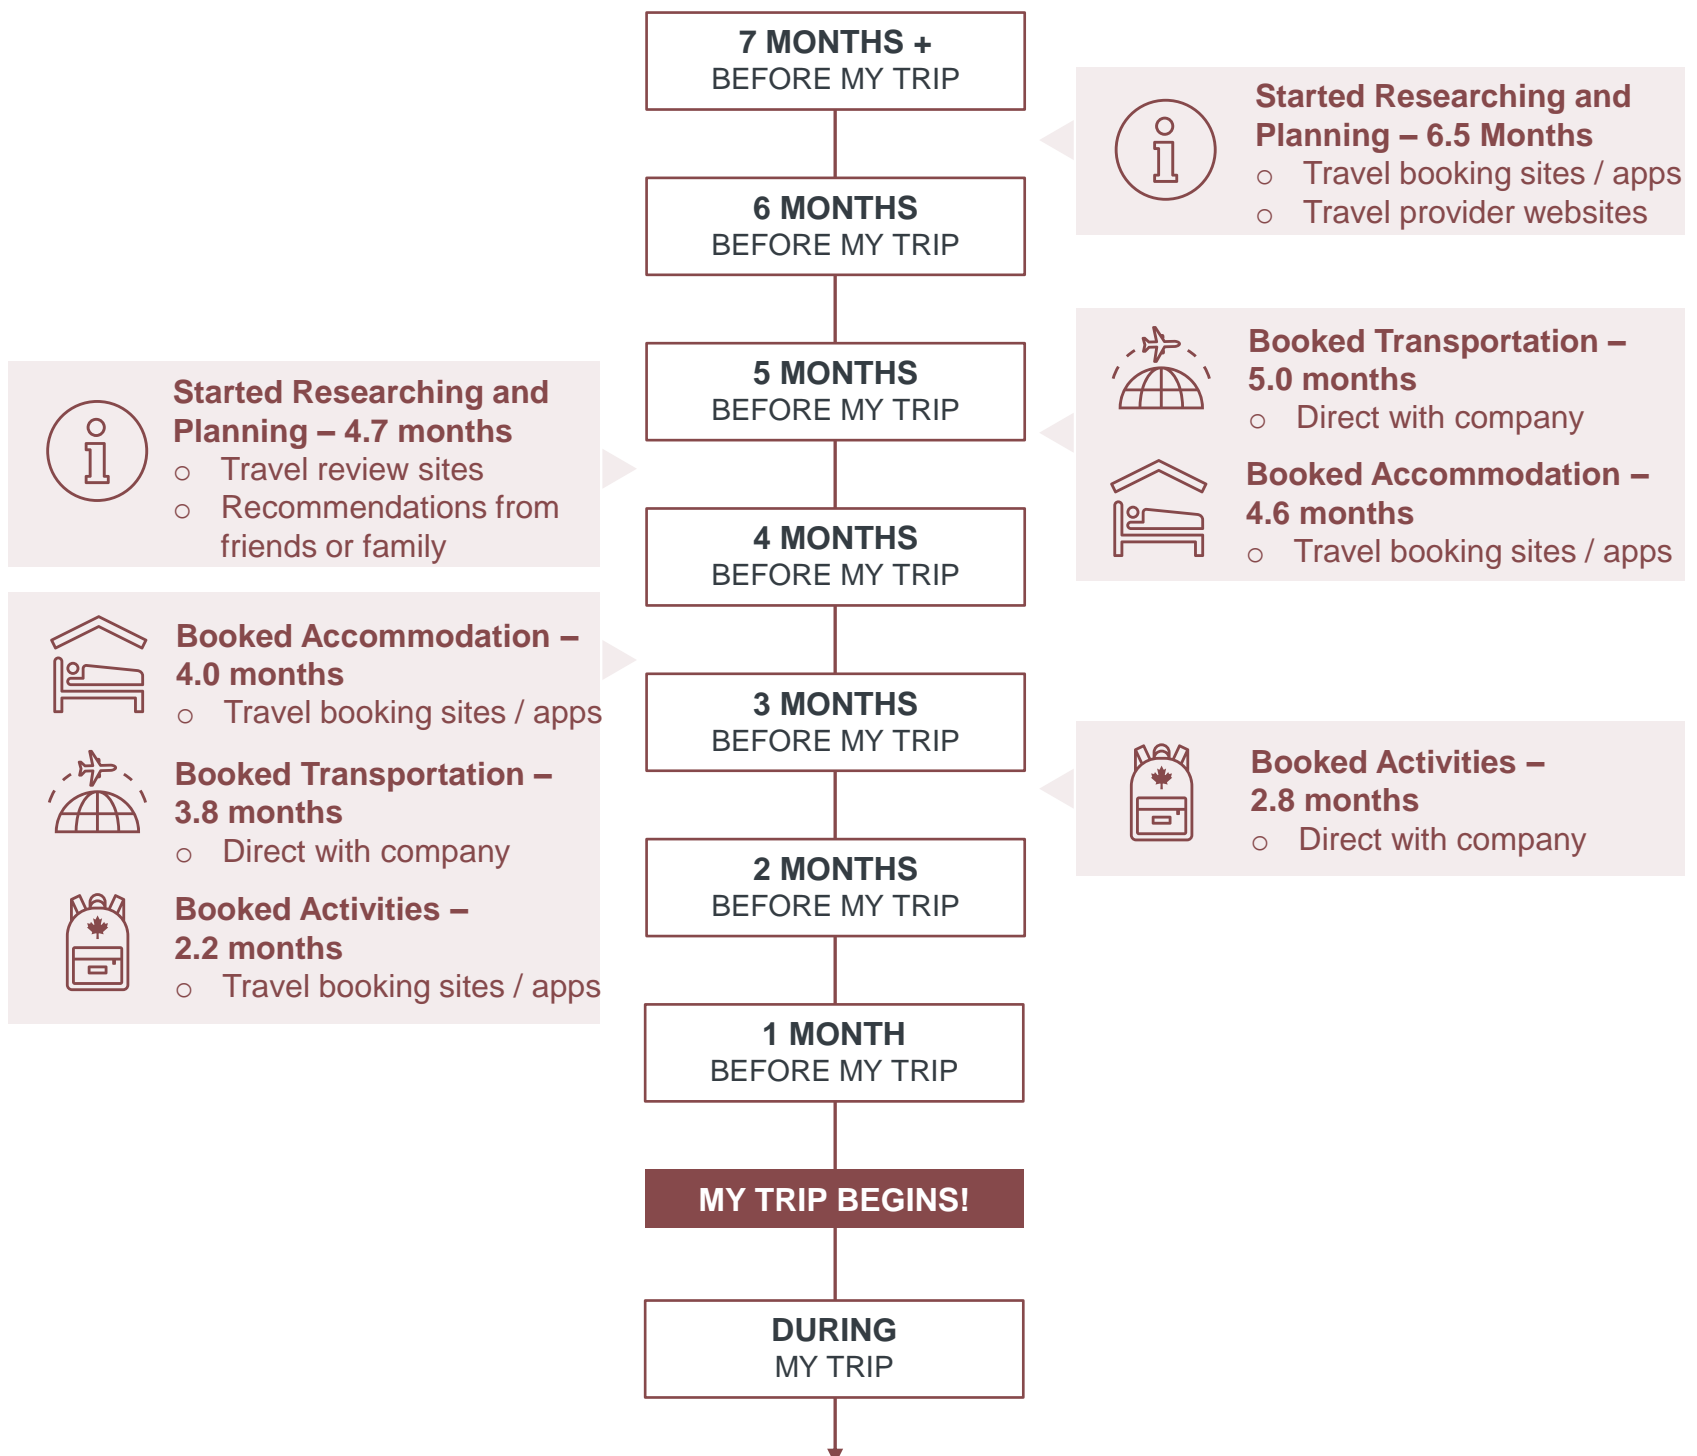 7 MONTHS +
BEFORE MY TRIP
Started Researching and
Planning – 6.5 Months
○ Travel booking sites / apps
○ Travel provider websites
6 MONTHS
BEFORE MY TRIP
5 MONTHS
BEFORE MY TRIP
Booked Transportation –
5.0 months
○ Direct with company
Booked Accommodation –
4.6 months
○ Travel booking sites / apps
Started Researching and
Planning – 4.7 months
○ Travel review sites
○ Recommendations from
friends or family
4 MONTHS
BEFORE MY TRIP
Booked Accommodation –
4.0 months
○ Travel booking sites / apps
Booked Transportation –
3.8 months
○ Direct with company
Booked Activities –
2.2 months
○ Travel booking sites / apps
3 MONTHS
BEFORE MY TRIP
Booked Activities –
2.8 months
○ Direct with company
2 MONTHS
BEFORE MY TRIP
1 MONTH
BEFORE MY TRIP
MY TRIP BEGINS!
DURING
MY TRIP